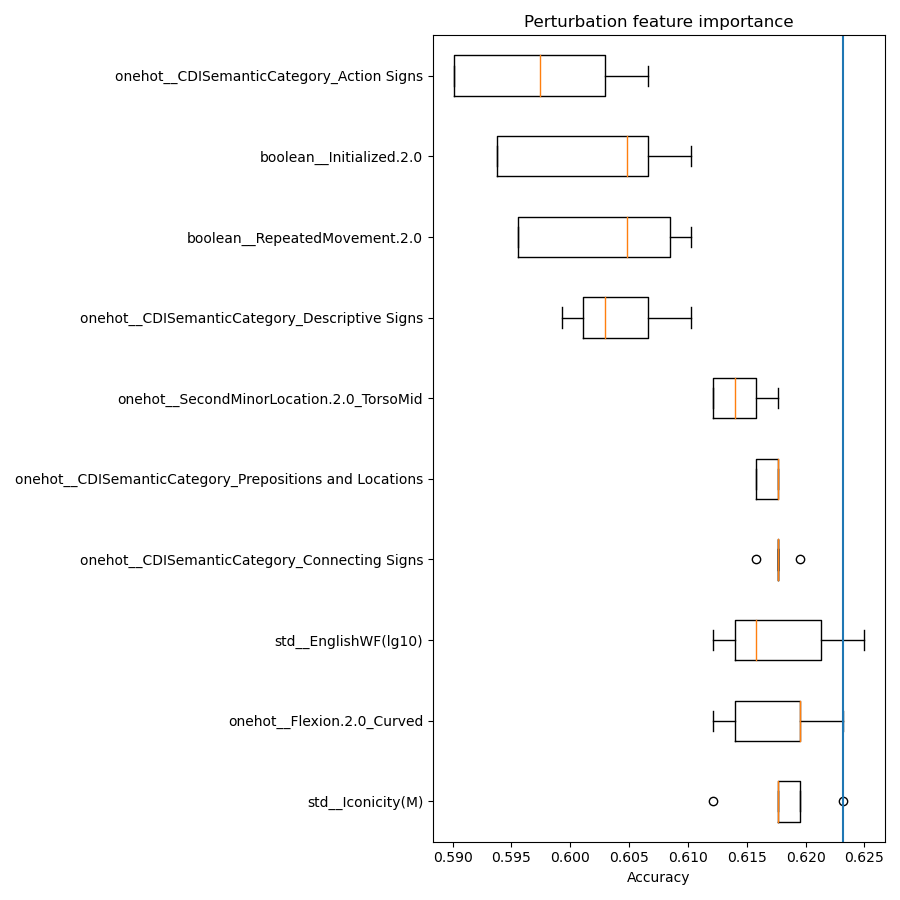 Perturbation feature importance
onehot__CDISemanticCategory_Action Signs
boolean__Initialized.2.0
boolean__RepeatedMovement.2.0
onehot__CDISemanticCategory_Descriptive Signs
onehot__SecondMinorLocation.2.0_TorsoMid
onehot__CDISemanticCategory_Prepositions and Locations
onehot__CDISemanticCategory_Connecting Signs
std__EnglishWF(lg10)
onehot__Flexion.2.0_Curved
std__Iconicity(M)
0.590 0.595 0.600 0.605 0.610 0.615 0.620 0.625
Accuracy